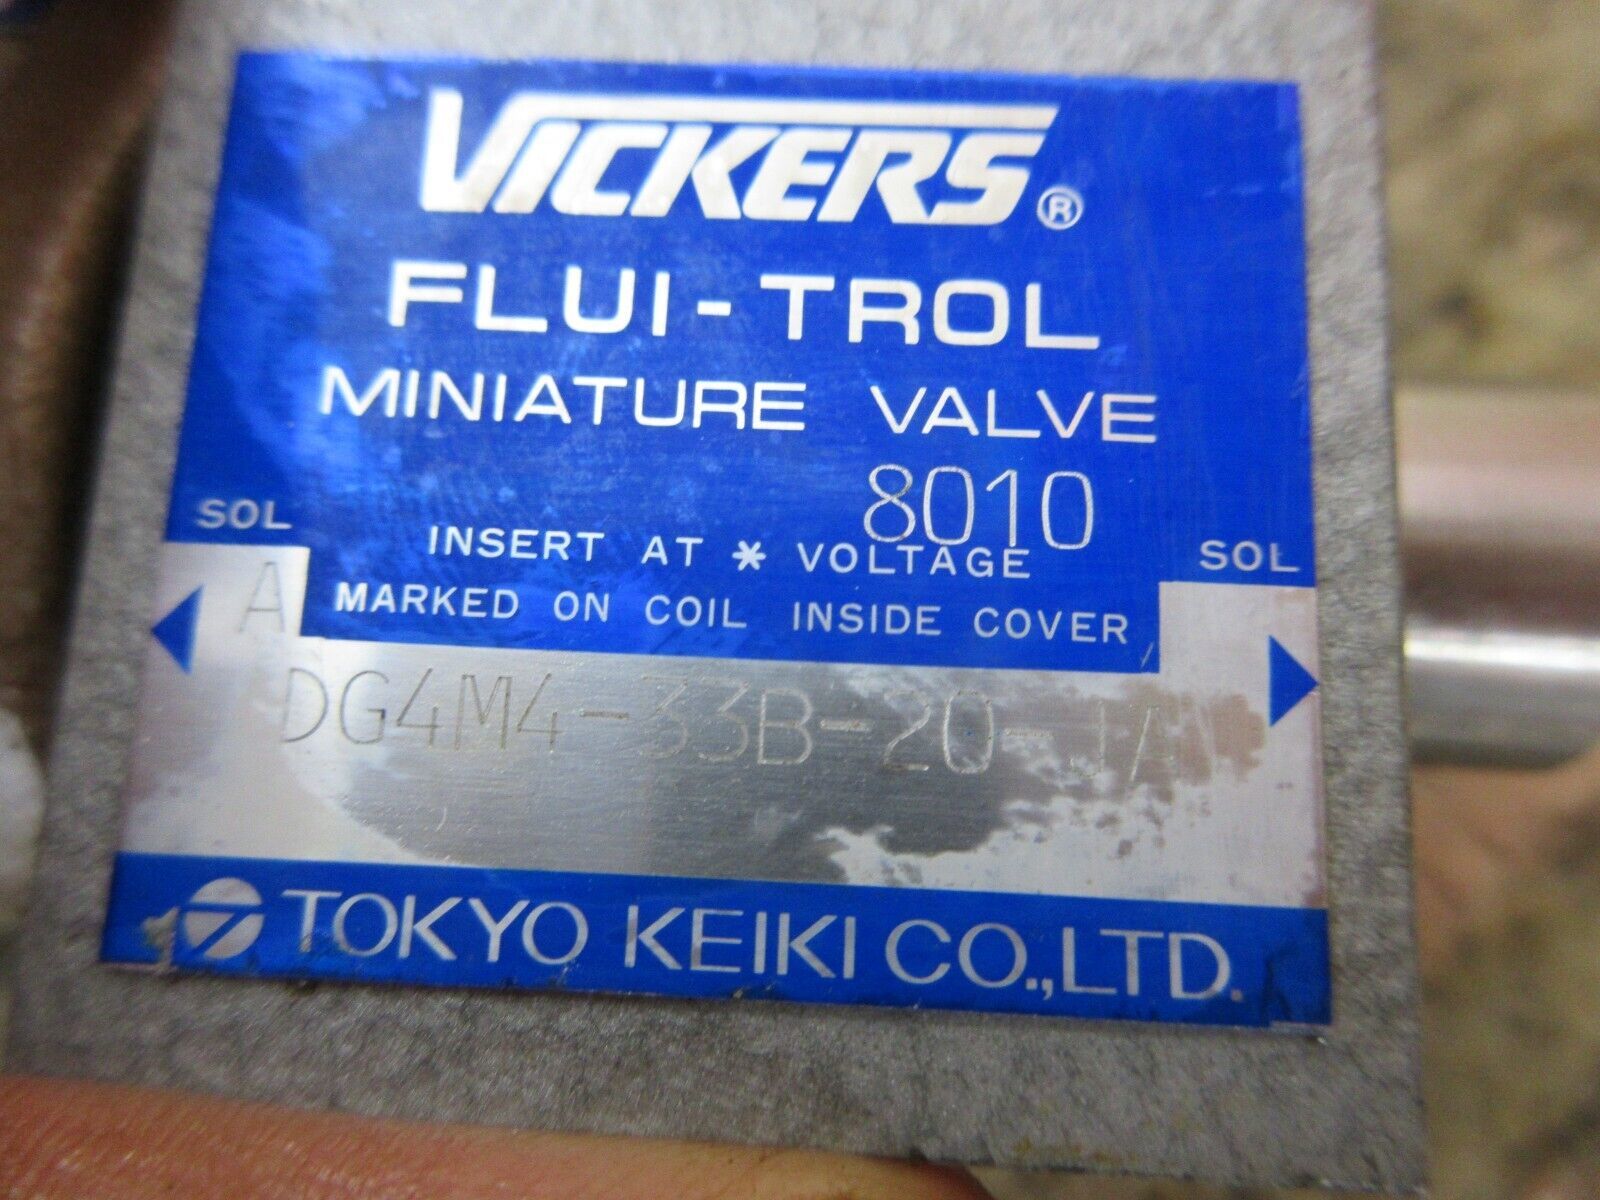 VICKERS®
FLUI-TROL
MINIATURE VALVE
8010
SOL
INSERT AT * VOLTAGE
SOL
A
MARKED ON COIL INSIDE COVER
DG4M4-33B-20-JA
TOKYO KEIKI CO.,LTD.